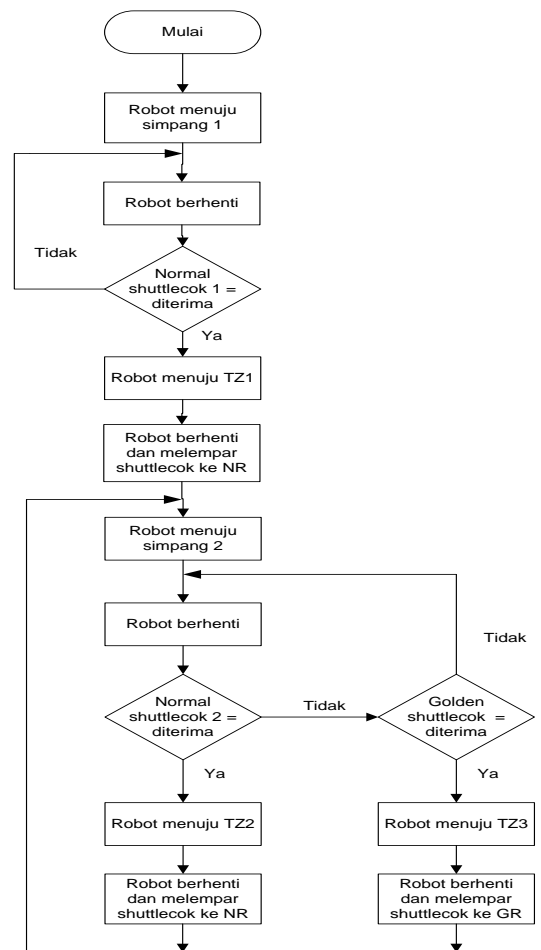 Mulai
Robot menuju
simpang 1
Robot berhenti
Tidak
Normal
shuttlecok 1 =
diterima
Ya
Robot menuju TZ1
Robot berhenti
dan melempar
shuttlecok ke NR
Robot menuju
simpang 2
Robot berhenti
Tidak
Normal
shuttlecok 2 =
diterima
Tidak
Golden
shuttlecok =
diterima
Ya
Ya
Robot menuju TZ2
Robot menuju TZ3
Robot berhenti
dan melempar
shuttlecok ke NR
Robot berhenti
dan melempar
shuttlecok ke GR